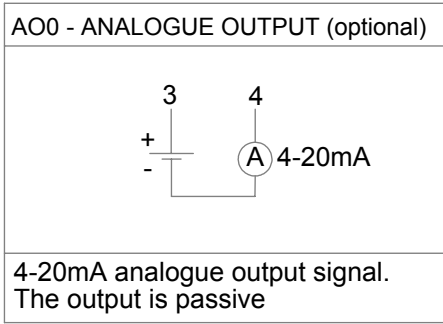 AO0 - ANALOGUE OUTPUT (optional)
3 4
+
A 4-20mA
-
4-20mA analogue output signal.
The output is passive